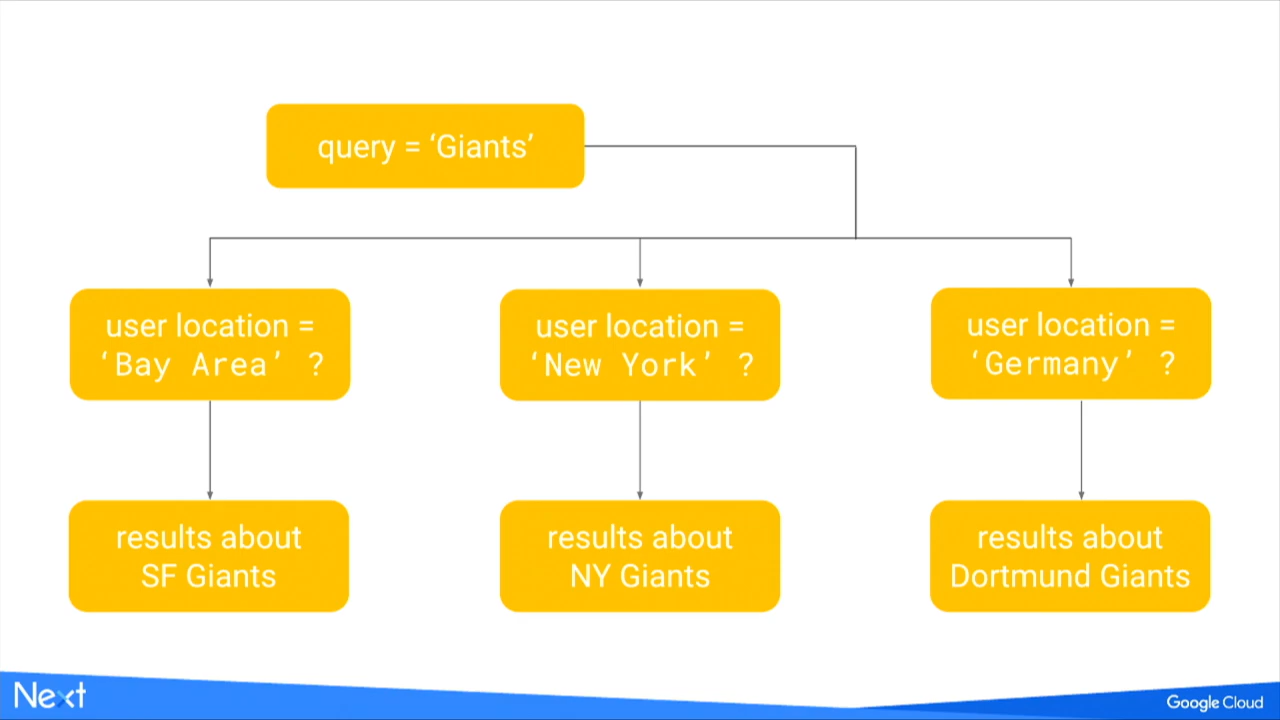 query = ‘Giants’
user location =
‘Bay Area’ ?
user location =
‘New York’ ?
user location =
‘Germany’ ?
results about
SF Giants
results about
NY Giants
results about
Dortmund Giants
Next
Google Cloud